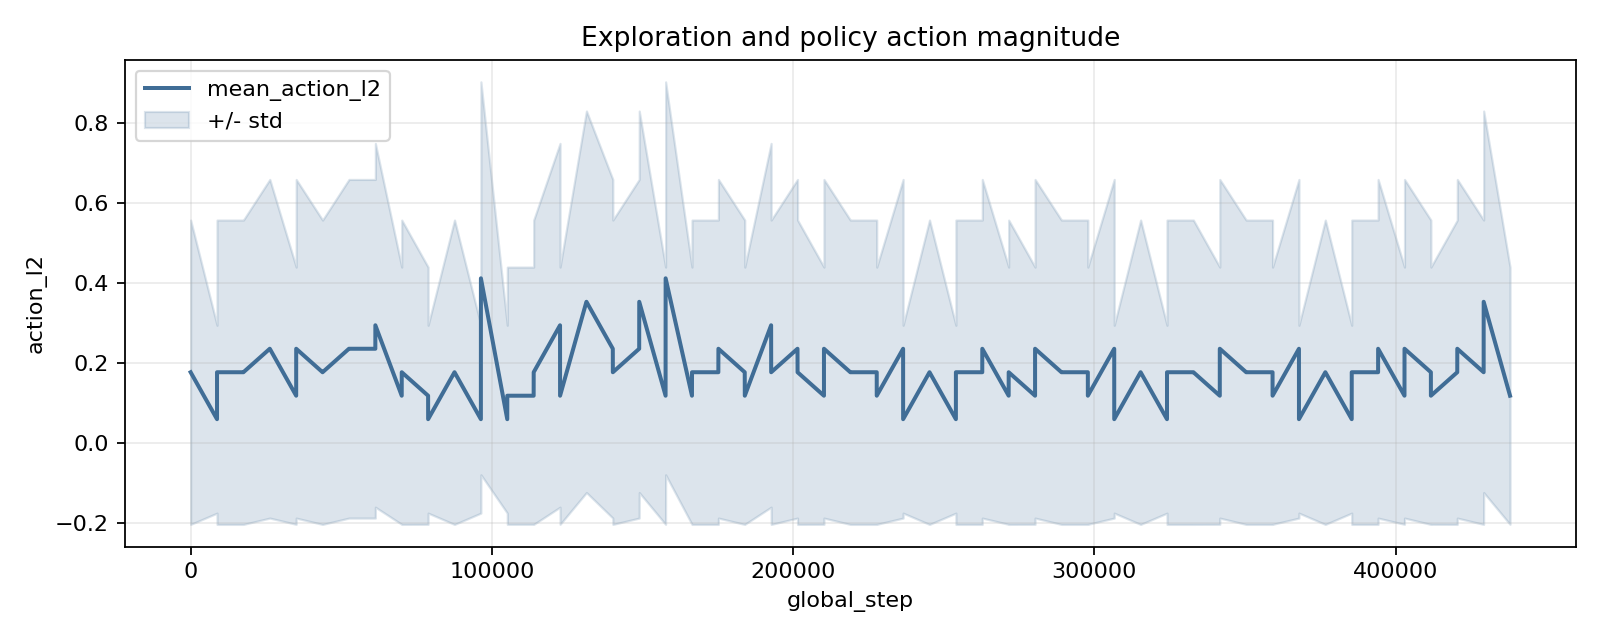 Exploration and policy action magnitude
mean_action_l2
+/- std
action_l2
0.8
0.6
0.4
0.2
0.0
−0.2
0
100000
200000
300000
400000
global_step